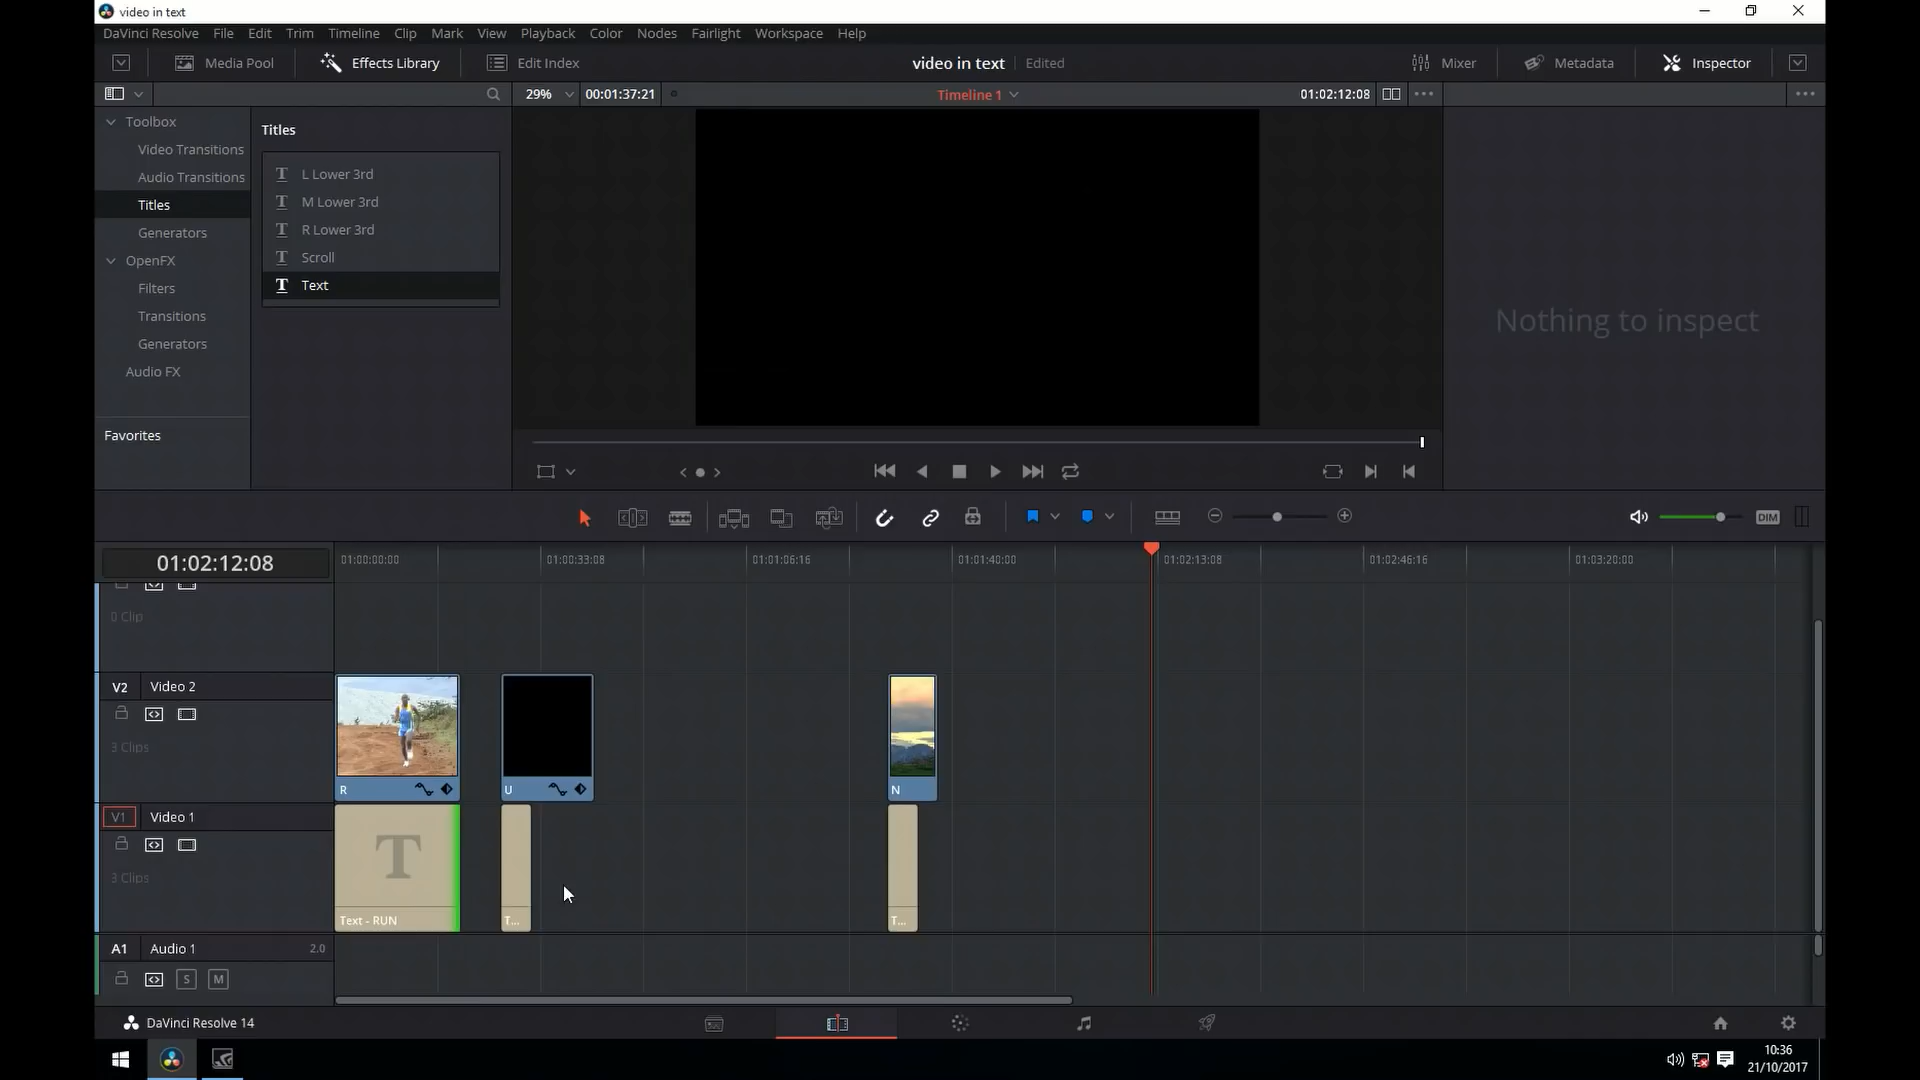 video in text
DaVinci Resolve File Edit Trim Timeline Clip Mark View Playback Color Nodes Fairlight Workspace Help
Media Pool Effects Library Edit Index video in text Edited Mixer Metadata Inspector
29% 00:01:37:21 Timeline 1 01:02:12:08
Toolbox
Video Transitions
Audio Transitions
Titles
Generators
OpenFX
Filters
Transitions
Generators
Audio FX
Favorites
Titles
T L Lower 3rd
T M Lower 3rd
T R Lower 3rd
T Scroll
T Text
Nothing to inspect
DIM
01:02:12:08 01:00:00:00 01:00:33:08 01:01:06:16 01:01:40:00 01:02:13:08 01:02:46:16 01:03:20:00
0 Clip
V2 Video 2
3 Clips
R U N
V1 Video 1
3 Clips
T
Text - RUN T... T...
A1 Audio 1 2.0
S M
DaVinci Resolve 14
10:36
21/10/2017